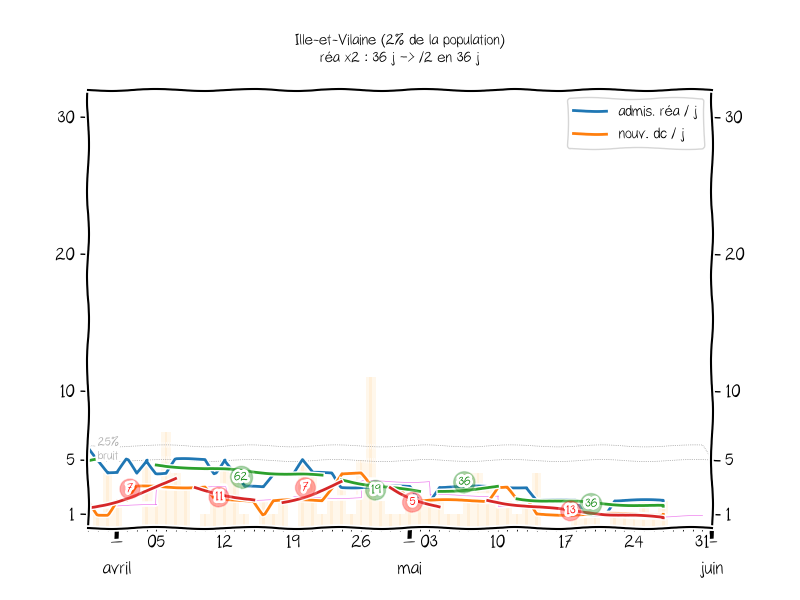 Ille-et-Vilaine (2% de la population)
réa x2 : 36 j -> /2 en 36 j
admis. réa / j
nouv. dc / j
30
30
20
20
10
10
25%
bruit
5
5
62
36
7
7
19
11
5
36
13
1
1
05 12 19 26 03 10 17 24 31
avril mai juin